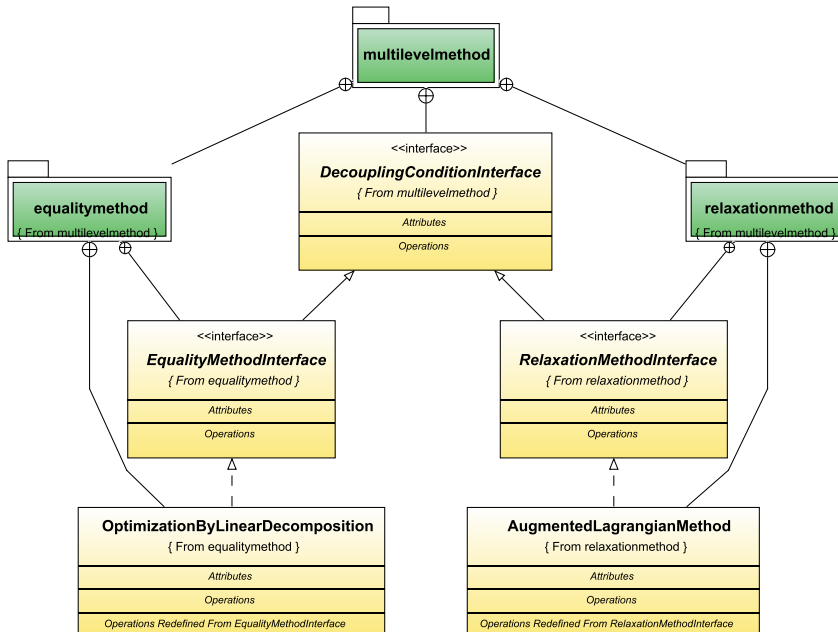 multilevelmethod
<<interface>>
DecouplingConditionInterface
{ From multilevelmethod }
Attributes
Operations
equalitymethod
{ From multilevelmethod }
relaxationmethod
{ From multilevelmethod }
<<interface>>
EqualityMethodInterface
{ From equalitymethod }
Attributes
Operations
<<interface>>
RelaxationMethodInterface
{ From relaxationmethod }
Attributes
Operations
OptimizationByLinearDecomposition
{ From equalitymethod }
Attributes
Operations
Operations Redefined From EqualityMethodInterface
AugmentedLagrangianMethod
{ From relaxationmethod }
Attributes
Operations
Operations Redefined From RelaxationMethodInterface